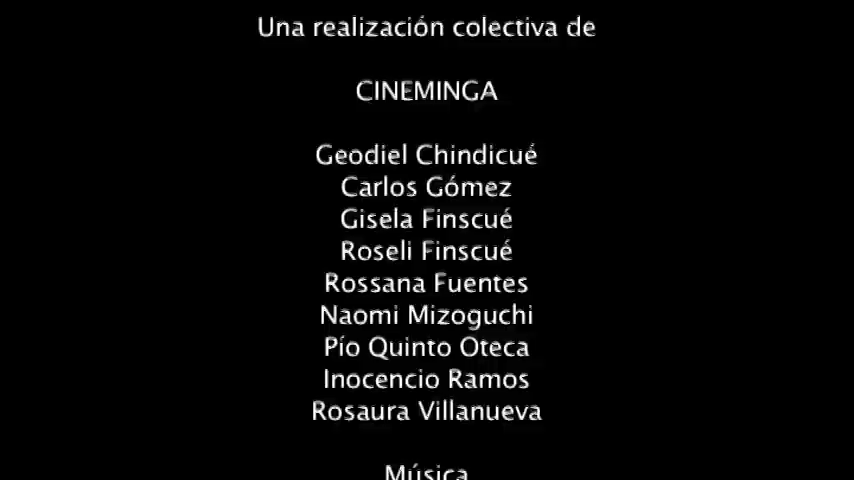 Una realización colectiva de
CINEMINGA
Geodiel Chindicué
Carlos Gómez
Gisela Finscué
Roseli Finscué
Rossana Fuentes
Naomi Mizoguchi
Pío Quinto Oteca
Inocencio Ramos
Rosaura Villanueva
Música